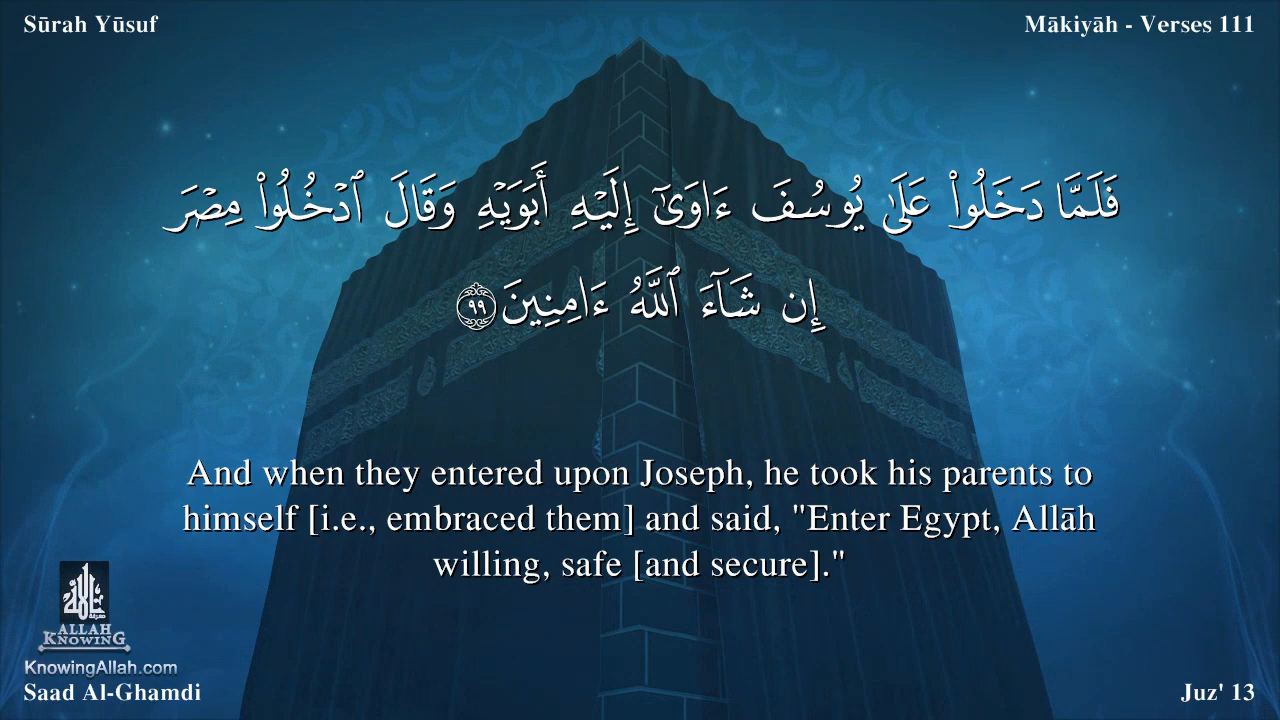 Sūrah Yūsuf
Mākiyāh - Verses 111
فَلَمَّا دَخَلُوا۟ عَلَىٰ يُوسُفَ ءَاوَىٰٓ إِلَيْهِ أَبَوَيْهِ وَقَالَ ٱدْخُلُوا۟ مِصْرَ
إِن شَآءَ ٱللَّهُ ءَامِنِينَ ٩٩
And when they entered upon Joseph, he took his parents to
himself [i.e., embraced them] and said, "Enter Egypt, Allāh
willing, safe [and secure]."
ALLAH
KNOWING
KnowingAllah.com
Saad Al-Ghamdi
Juz' 13